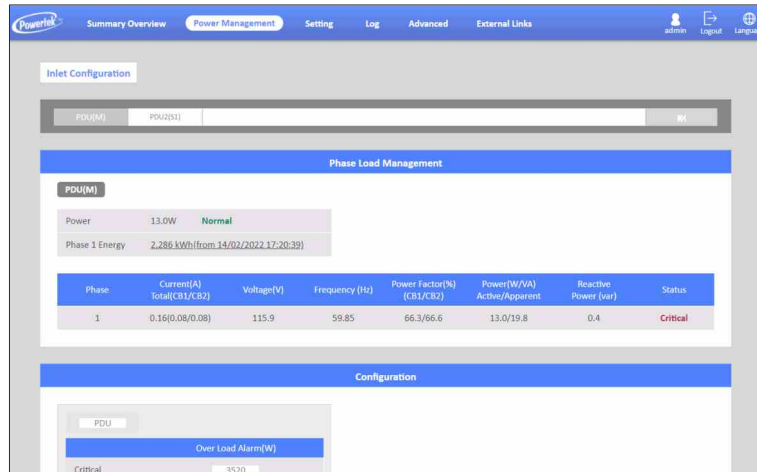 Powertek
Summary Overview Power Management Setting Log Advanced External Links admin Logout Langua
Inlet Configuration
PDU(M) PDU2(S1)
Phase Load Management
PDU(M)
Power 13.0W Normal
Phase 1 Energy 2.286 kWh(from 14/02/2022 17:20:39)
Phase Current(A) Total(CB1/CB2) Voltage(V) Frequency (Hz) Power Factor(%) (CB1/CB2) Power(W/VA) Active/Apparent Reactive Power (var) Status
1 0.16(0.08/0.08) 115.9 59.85 66.3/66.6 13.0/19.8 0.4 Critical
Configuration
PDU
Over Load Alarm(W)
Critical 3520